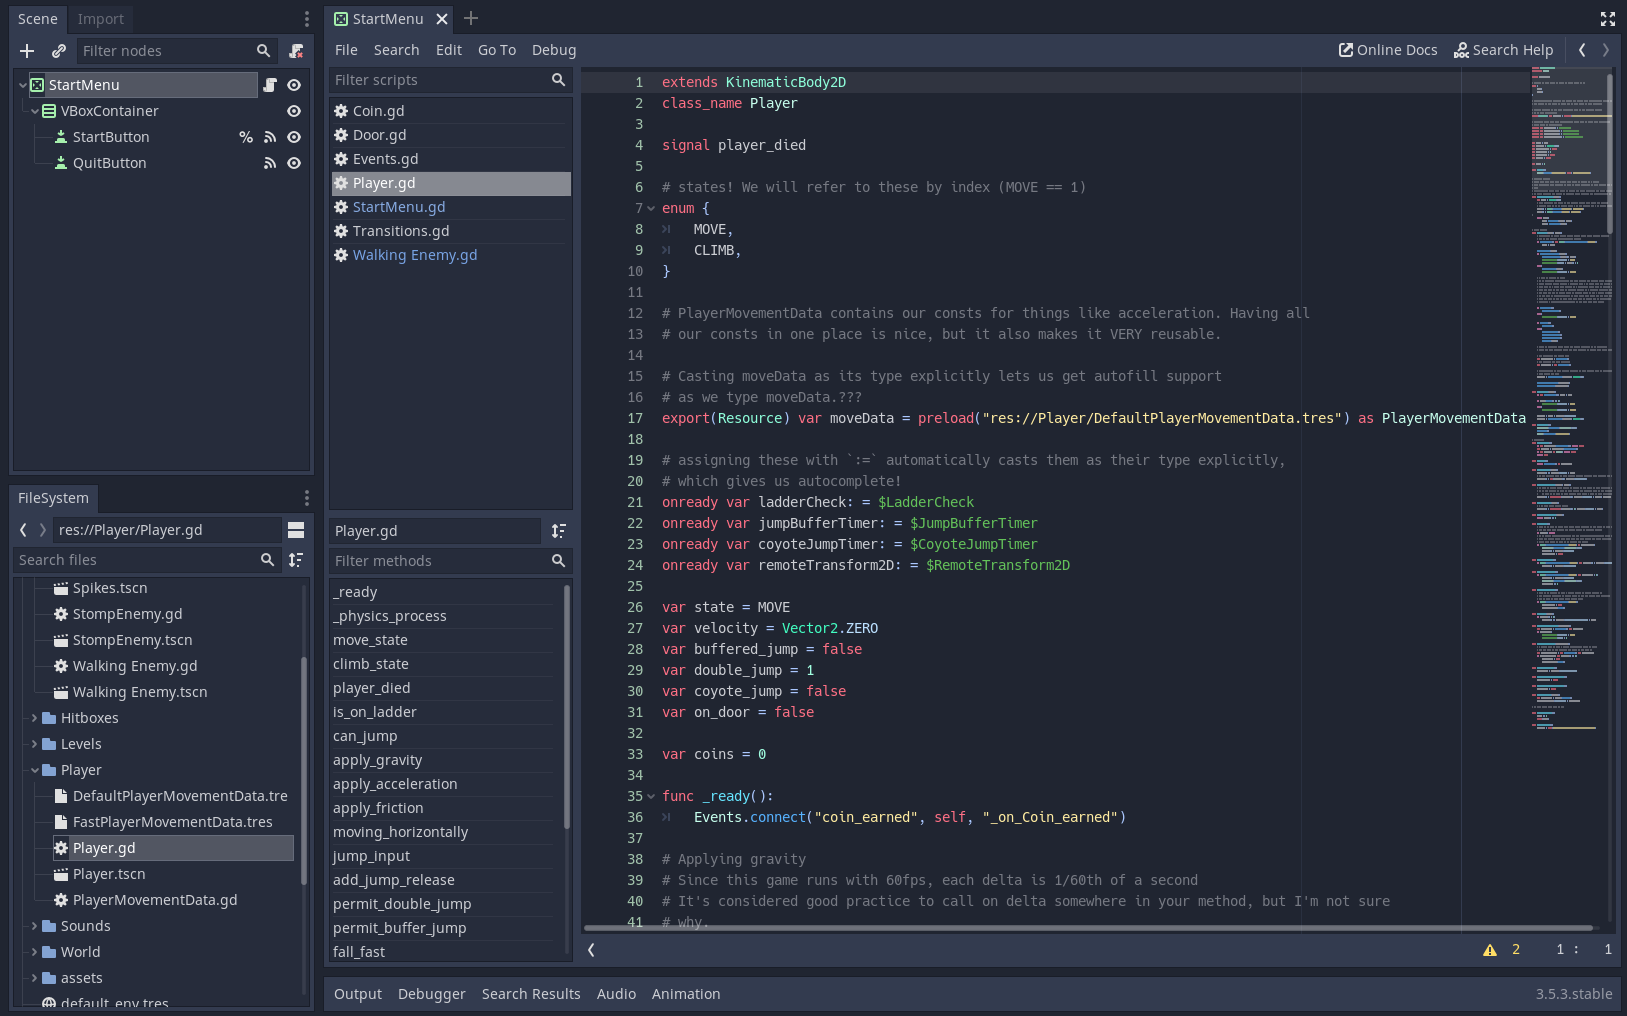 Scene
Import
Filter nodes
StartMenu
VBoxContainer
StartButton
%
QuitButton
FileSystem
res://Player/Player.gd
Search files
Spikes.tscn
StompEnemy.gd
StompEnemy.tscn
Walking Enemy.gd
Walking Enemy.tscn
Hitboxes
Levels
Player
DefaultPlayerMovementData.tre
FastPlayerMovementData.tres
Player.gd
Player.tscn
PlayerMovementData.gd
Sounds
World
assets
default_env.tres
StartMenu
File Search Edit Go To Debug
Online Docs Search Help
Filter scripts
Coin.gd
Door.gd
Events.gd
Player.gd
StartMenu.gd
Transitions.gd
Walking Enemy.gd
Player.gd
Filter methods
_ready
_physics_process
move_state
climb_state
player_died
is_on_ladder
can_jump
apply_gravity
apply_acceleration
apply_friction
moving_horizontally
jump_input
add_jump_release
permit_double_jump
permit_buffer_jump
fall_fast
1 extends KinematicBody2D
2 class_name Player
3
4 signal player_died
5
6 # states! We will refer to these by index (MOVE == 1)
7 enum {
8 MOVE,
9 CLIMB,
10 }
11
12 # PlayerMovementData contains our consts for things like acceleration. Having all
13 # our consts in one place is nice, but it also makes it VERY reusable.
14
15 # Casting moveData as its type explicitly lets us get autofill support
16 # as we type moveData.???
17 export(Resource) var moveData = preload("res://Player/DefaultPlayerMovementData.tres") as PlayerMovementData
18
19 # assigning these with `:=` automatically casts them as their type explicitly,
20 # which gives us autocomplete!
21 onready var ladderCheck: = $LadderCheck
22 onready var jumpBufferTimer: = $JumpBufferTimer
23 onready var coyoteJumpTimer: = $CoyoteJumpTimer
24 onready var remoteTransform2D: = $RemoteTransform2D
25
26 var state = MOVE
27 var velocity = Vector2.ZERO
28 var buffered_jump = false
29 var double_jump = 1
30 var coyote_jump = false
31 var on_door = false
32
33 var coins = 0
34
35 func _ready():
36 Events.connect("coin_earned", self, "_on_Coin_earned")
37
38 # Applying gravity
39 # Since this game runs with 60fps, each delta is 1/60th of a second
40 # It's considered good practice to call on delta somewhere in your method, but I'm not sure
41 # why.
2 1 : 1
Output Debugger Search Results Audio Animation
3.5.3.stable